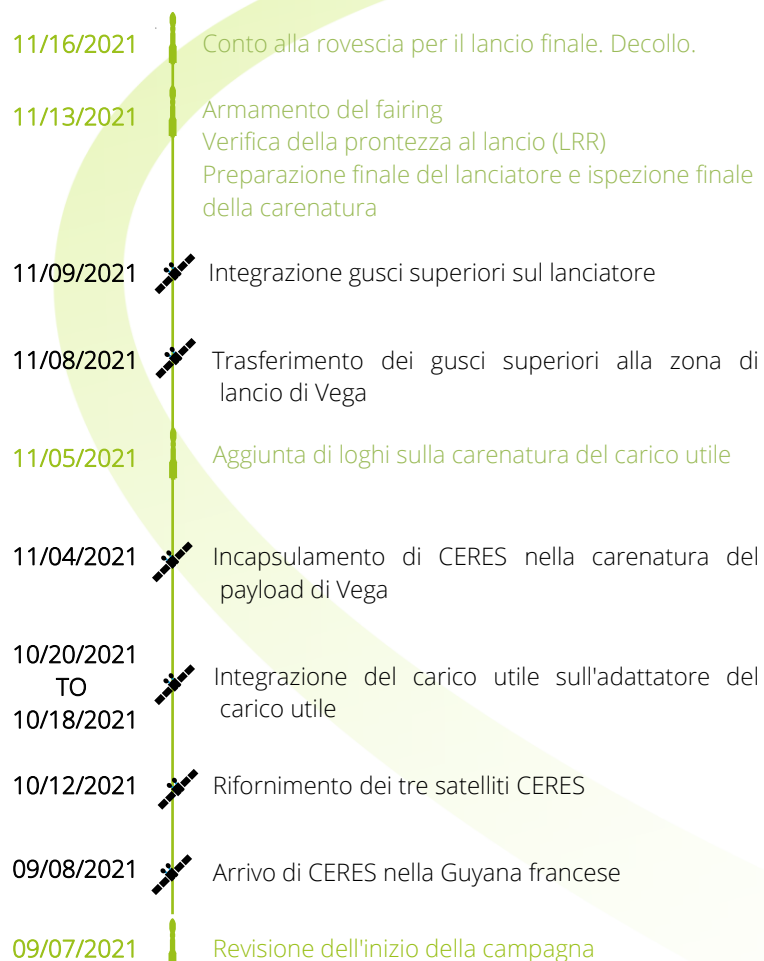 11/16/2021 Conto alla rovescia per il lancio finale. Decollo.
11/13/2021 Armamento del fairing
Verifica della prontezza al lancio (LRR)
Preparazione finale del lanciatore e ispezione finale
della carenatura
11/09/2021 Integrazione gusci superiori sul lanciatore
11/08/2021 Trasferimento dei gusci superiori alla zona di
lancio di Vega
11/05/2021 Aggiunta di loghi sulla carenatura del carico utile
11/04/2021 Incapsulamento di CERES nella carenatura del
payload di Vega
10/20/2021
TO
10/18/2021
Integrazione del carico utile sull'adattatore del
carico utile
10/12/2021 Rifornimento dei tre satelliti CERES
09/08/2021 Arrivo di CERES nella Guyana francese
09/07/2021 Revisione dell'inizio della campagna